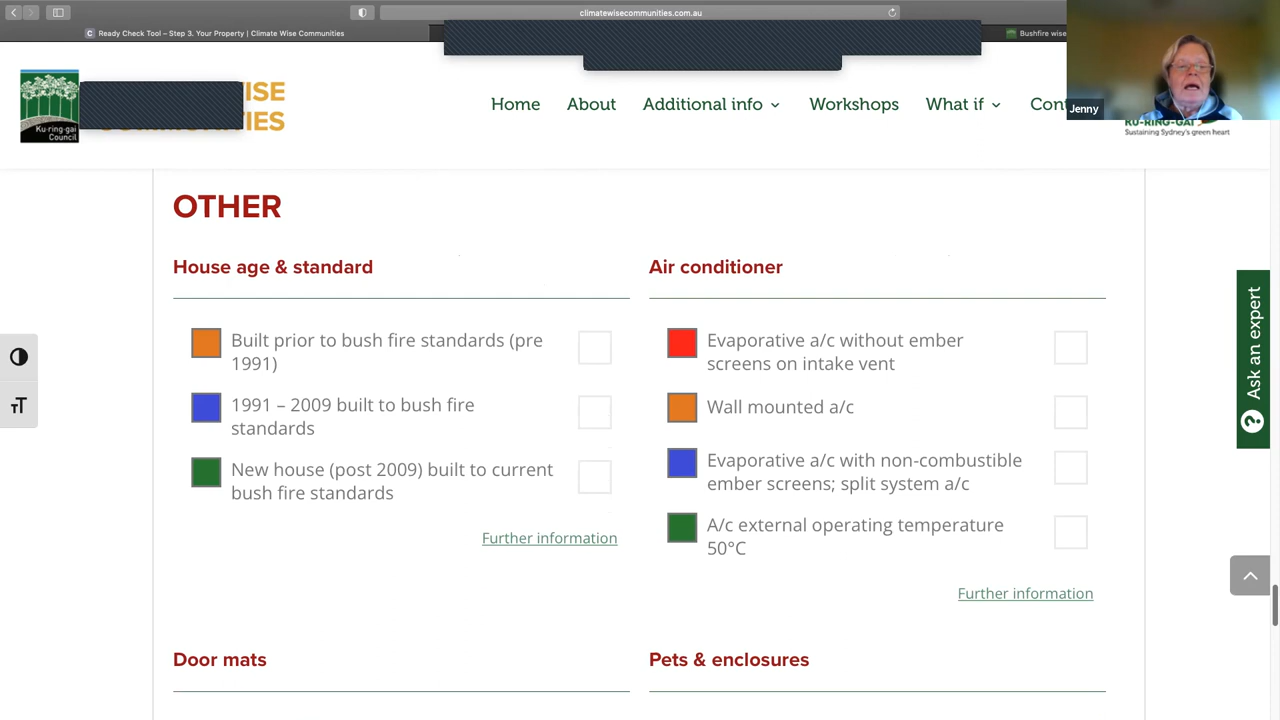 climatewisecommunities.com.au
C Ready Check Tool – Step 3. Your Property | Climate Wise Communities
Bushfire wise
Ku·ring·gai
Council
ISE
COMMUNITIES
Home
About
Additional info
Workshops
What if
Jenny
KU-RING-GAI
Sustaining Sydney's green heart
OTHER
House age & standard
Built prior to bush fire standards (pre
1991)
1991 – 2009 built to bush fire
standards
New house (post 2009) built to current
bush fire standards
Further information
Air conditioner
Evaporative a/c without ember
screens on intake vent
Wall mounted a/c
Evaporative a/c with non-combustible
ember screens; split system a/c
A/c external operating temperature
50°C
Further information
Door mats
Pets & enclosures
Ask an expert